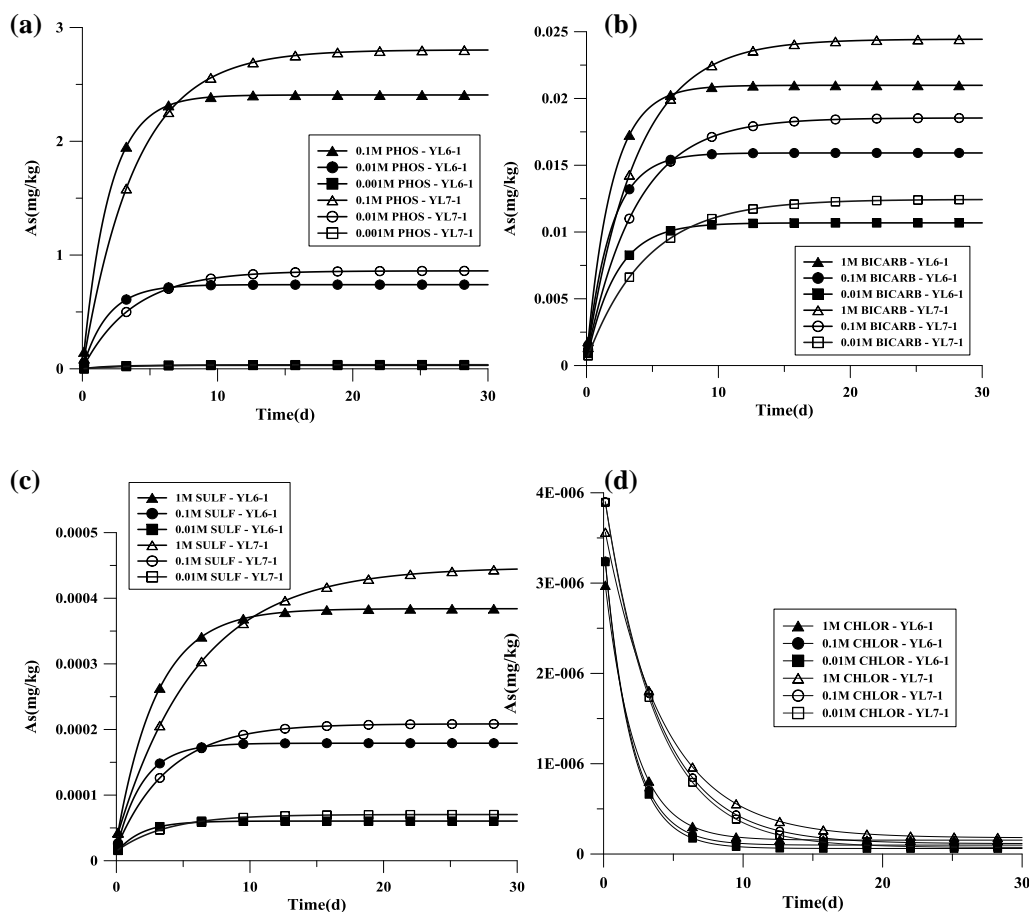 (a)
3
2
1
0
As(mg/kg)
0.1M PHOS - YL6-1
0.01M PHOS - YL6-1
0.001M PHOS - YL6-1
0.1M PHOS - YL7-1
0.01M PHOS - YL7-1
0.001M PHOS - YL7-1
0 10 20 30
Time(d)
(b)
0.025
0.02
0.015
0.01
0.005
0
As(mg/kg)
1M BICARB - YL6-1
0.1M BICARB - YL6-1
0.01M BICARB - YL6-1
1M BICARB - YL7-1
0.1M BICARB - YL7-1
0.01M BICARB - YL7-1
0 10 20 30
Time(d)
(c)
1M SULF - YL6-1
0.1M SULF - YL6-1
0.01M SULF - YL6-1
1M SULF - YL7-1
0.1M SULF - YL7-1
0.01M SULF - YL7-1
0.0005
0.0004
0.0003
0.0002
0.0001
0
As(mg/kg)
0 10 20 30
Time(d)
(d)
4E-006
3E-006
2E-006
1E-006
0
As(mg/kg)
1M CHLOR - YL6-1
0.1M CHLOR - YL6-1
0.01M CHLOR - YL6-1
1M CHLOR - YL7-1
0.1M CHLOR - YL7-1
0.01M CHLOR - YL7-1
0 10 20 30
Time(d)